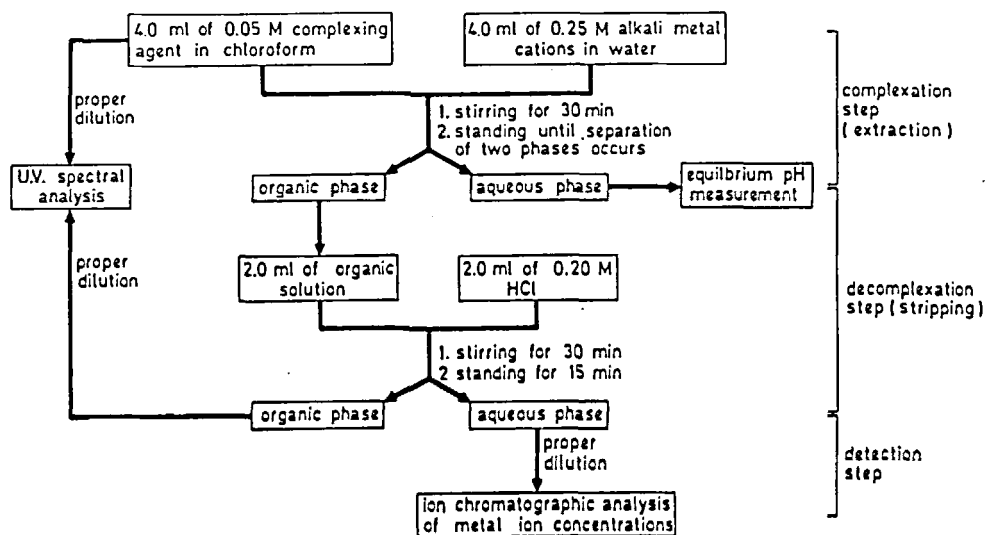 4.0 ml of 0.05 M complexing
agent in chloroform
4.0 ml of 0.25 M alkali metal
cations in water
proper
dilution
1. stirring for 30 min
2. standing until separation
of two phases occurs
complexation
step
(extraction)
U.V. spectral
analysis
organic phase
aqueous phase
equilbrium pH
measurement
proper
dilution
2.0 ml of organic
solution
2.0 ml of 0.20 M
HCl
decomplexation
step (stripping)
1. stirring for 30 min
2 standing for 15 min
organic phase
aqueous phase
proper
dilution
detection
step
ion chromatographic analysis
of metal ion concentrations